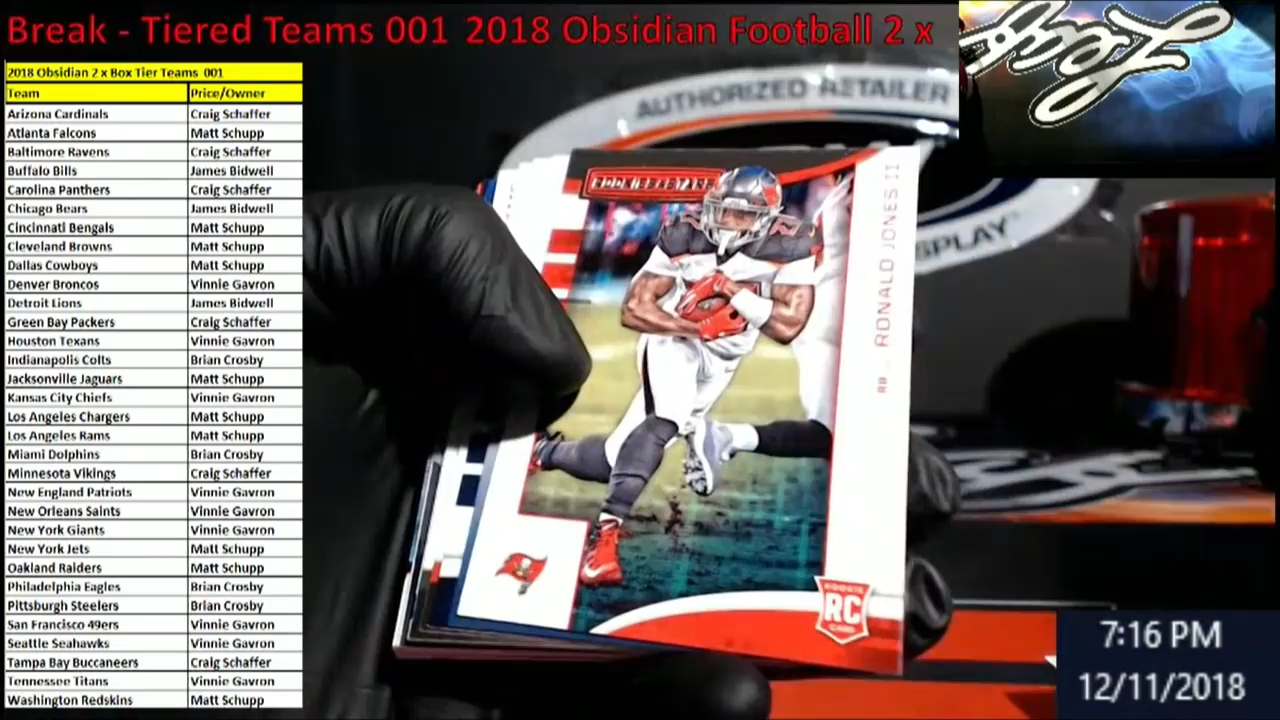 Break - Tiered Teams 001 2018 Obsidian Football 2 x
2018 Obsidian 2 x Box Tier Teams 001
Team Price/Owner
Arizona Cardinals Craig Schaffer
Atlanta Falcons Matt Schupp
Baltimore Ravens Craig Schaffer
Buffalo Bills James Bidwell
Carolina Panthers Craig Schaffer
Chicago Bears James Bidwell
Cincinnati Bengals Matt Schupp
Cleveland Browns Matt Schupp
Dallas Cowboys Matt Schupp
Denver Broncos Vinnie Gavron
Detroit Lions James Bidwell
Green Bay Packers Craig Schaffer
Houston Texans Vinnie Gavron
Indianapolis Colts Brian Crosby
Jacksonville Jaguars Matt Schupp
Kansas City Chiefs Vinnie Gavron
Los Angeles Chargers Matt Schupp
Los Angeles Rams Matt Schupp
Miami Dolphins Brian Crosby
Minnesota Vikings Craig Schaffer
New England Patriots Vinnie Gavron
New Orleans Saints Vinnie Gavron
New York Giants Vinnie Gavron
New York Jets Matt Schupp
Oakland Raiders Matt Schupp
Philadelphia Eagles Brian Crosby
Pittsburgh Steelers Brian Crosby
San Francisco 49ers Vinnie Gavron
Seattle Seahawks Vinnie Gavron
Tampa Bay Buccaneers Craig Schaffer
Tennessee Titans Vinnie Gavron
Washington Redskins Matt Schupp
AUTHORIZED RETAILER
ROOKIES&STARS
RB RONALD JONES II
ROOKIE
RC
CARD
7:16 PM
12/11/2018